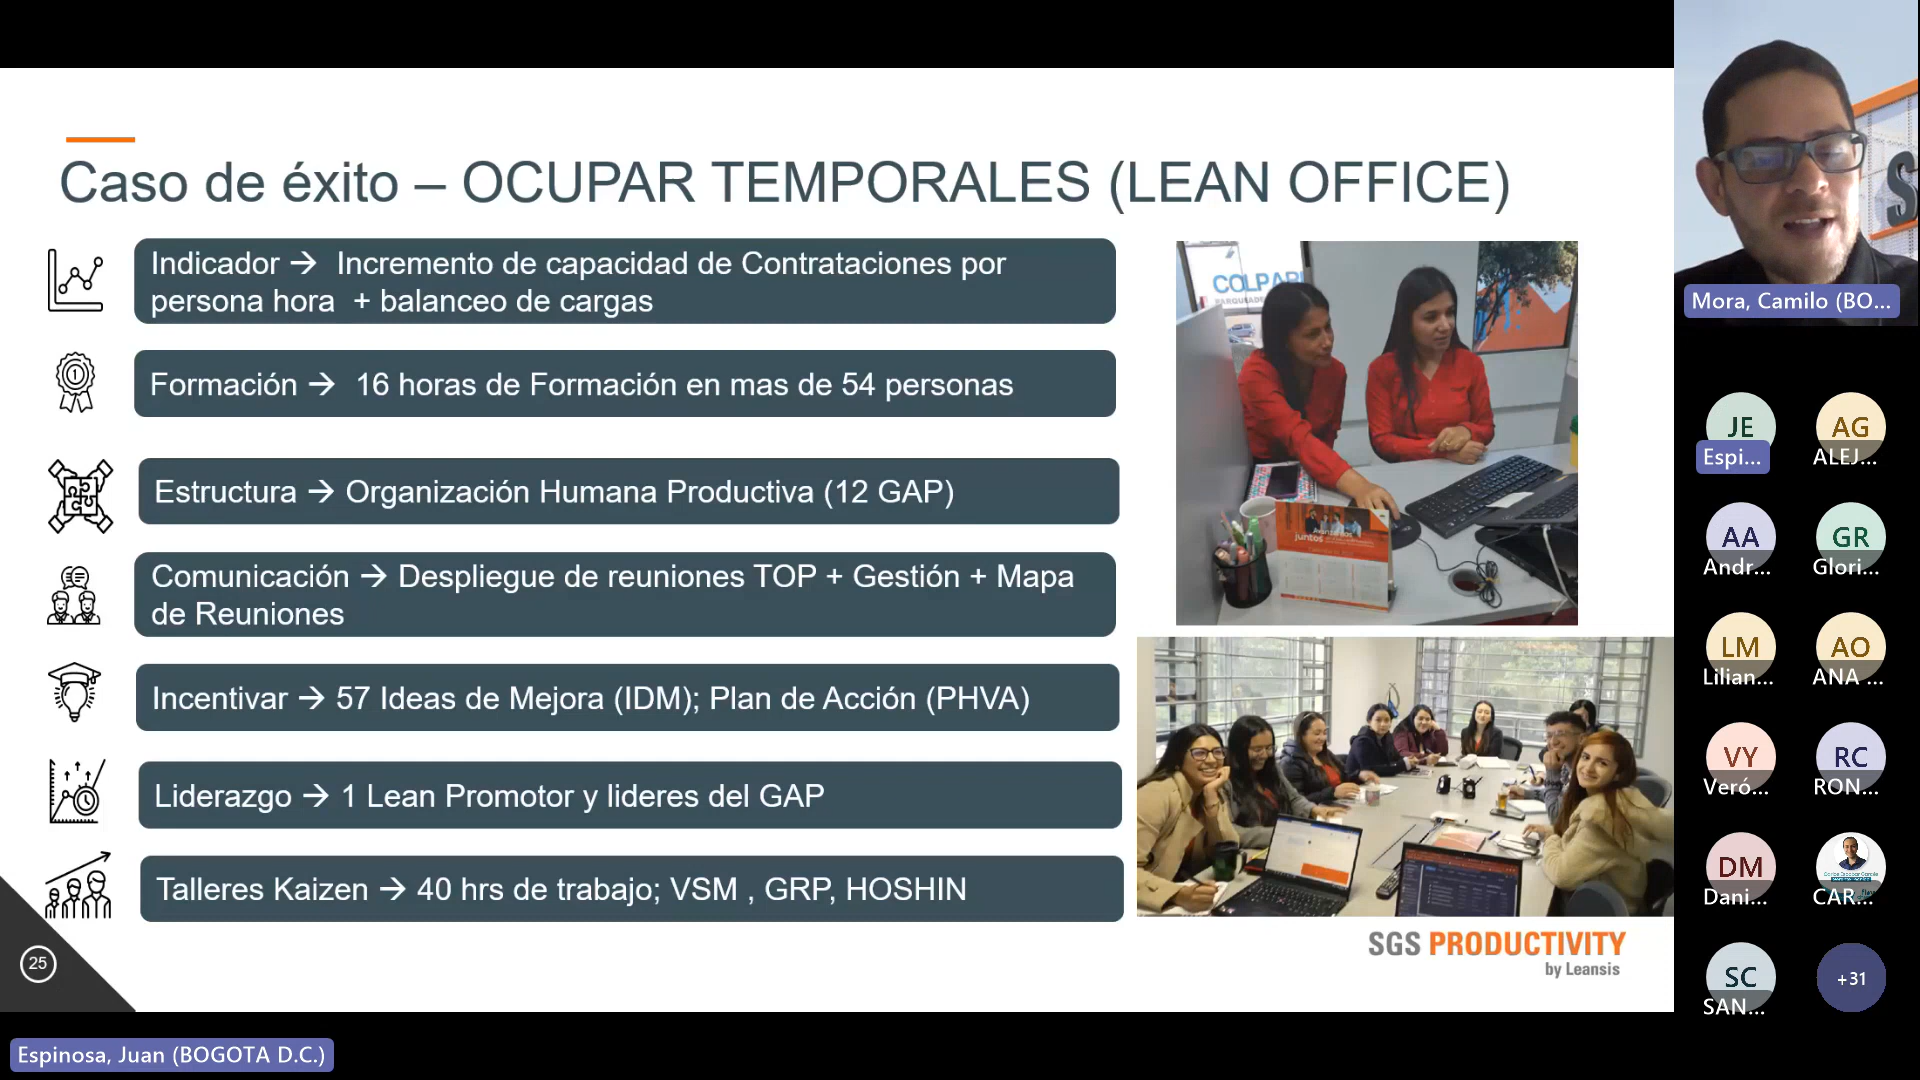 Caso de éxito – OCUPAR TEMPORALES (LEAN OFFICE)
Indicador → Incremento de capacidad de Contrataciones por
persona hora + balanceo de cargas
Formación → 16 horas de Formación en mas de 54 personas
Estructura → Organización Humana Productiva (12 GAP)
Comunicación → Despliegue de reuniones TOP + Gestión + Mapa
de Reuniones
Incentivar → 57 Ideas de Mejora (IDM); Plan de Acción (PHVA)
Liderazgo → 1 Lean Promotor y lideres del GAP
Talleres Kaizen → 40 hrs de trabajo; VSM , GRP, HOSHIN
1
25
juntos
SGS PRODUCTIVITY
by Leansis
Espinosa, Juan (BOGOTA D.C.)
Mora, Camilo (BO...
JE
Espi...
AG
ALEJ...
AA
Andr...
GR
Glori...
LM
Lilian...
AO
ANA ...
VY
Veró...
RC
RON...
DM
Dani...
CAR...
SC
SAN...
+31